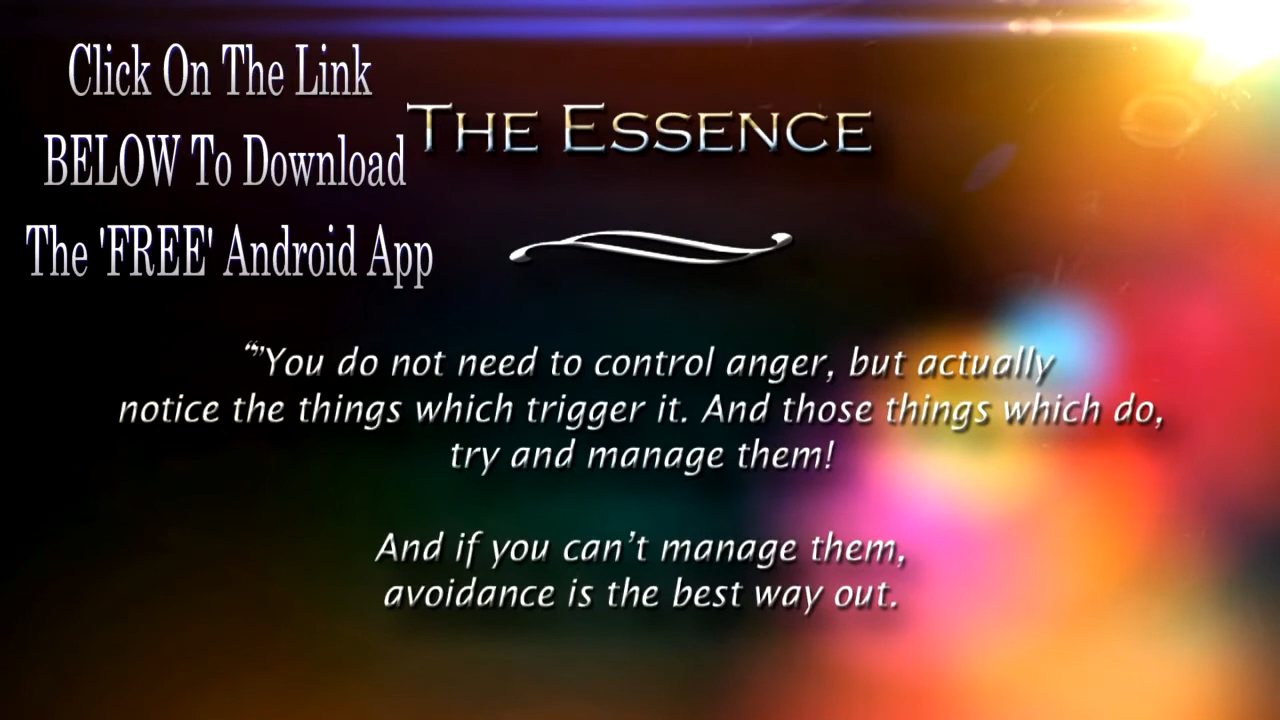 Click On The Link
BELOW To Download
The 'FREE' Android App
THE ESSENCE
“”You do not need to control anger, but actually
notice the things which trigger it. And those things which do,
try and manage them!
And if you can’t manage them,
avoidance is the best way out.